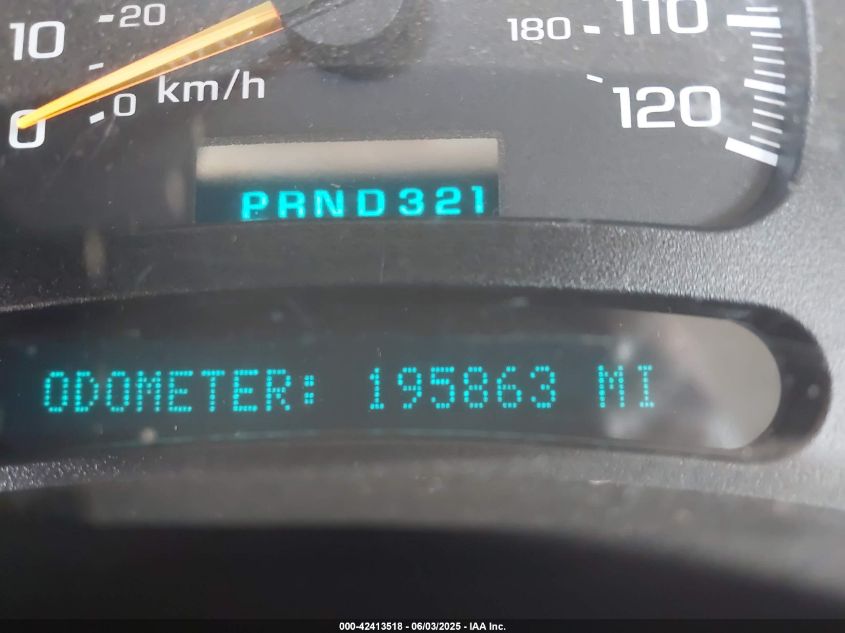 10 20 180 110
0 0 km/h 120
PRND321
ODOMETER: 195863 MI
000-42413518 - 06/03/2025 - IAA Inc.